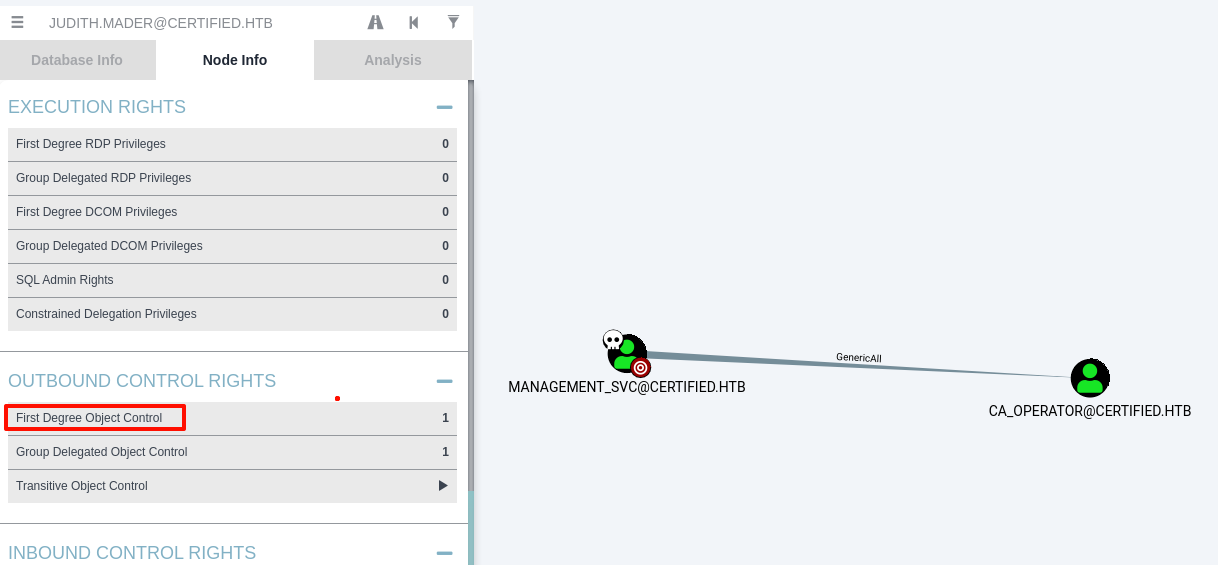 JUDITH.MADER@CERTIFIED.HTB
Database Info
Node Info
Analysis
EXECUTION RIGHTS
First Degree RDP Privileges 0
Group Delegated RDP Privileges 0
First Degree DCOM Privileges 0
Group Delegated DCOM Privileges 0
SQL Admin Rights 0
Constrained Delegation Privileges 0
OUTBOUND CONTROL RIGHTS
First Degree Object Control 1
Group Delegated Object Control 1
Transitive Object Control
INBOUND CONTROL RIGHTS
GenericAll
MANAGEMENT_SVC@CERTIFIED.HTB
CA_OPERATOR@CERTIFIED.HTB